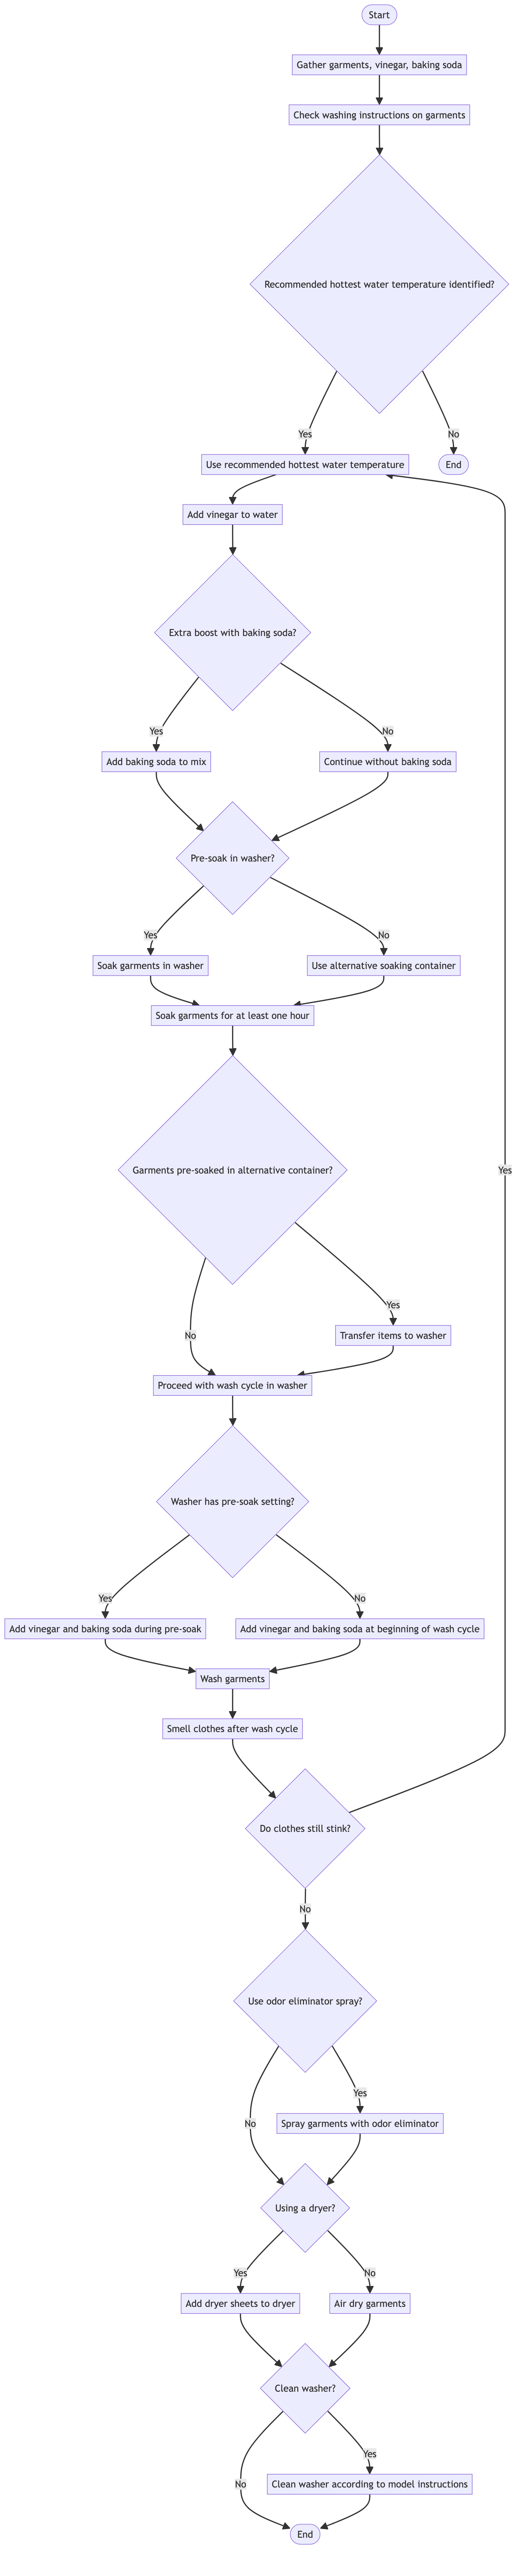 Start
Gather garments, vinegar, baking soda
Check washing instructions on garments
Recommended hottest water temperature identified?
Yes
No
Use recommended hottest water temperature
End
Add vinegar to water
Extra boost with baking soda?
Yes
No
Add baking soda to mix
Continue without baking soda
Pre-soak in washer?
Yes
No
Soak garments in washer
Use alternative soaking container
Soak garments for at least one hour
Garments pre-soaked in alternative container?
Yes
Yes
No
Transfer items to washer
Proceed with wash cycle in washer
Washer has pre-soak setting?
Yes
No
Add vinegar and baking soda during pre-soak
Add vinegar and baking soda at beginning of wash cycle
Wash garments
Smell clothes after wash cycle
Do clothes still stink?
No
Use odor eliminator spray?
Yes
No
Spray garments with odor eliminator
Using a dryer?
Yes
No
Add dryer sheets to dryer
Air dry garments
Clean washer?
Yes
No
Clean washer according to model instructions
End